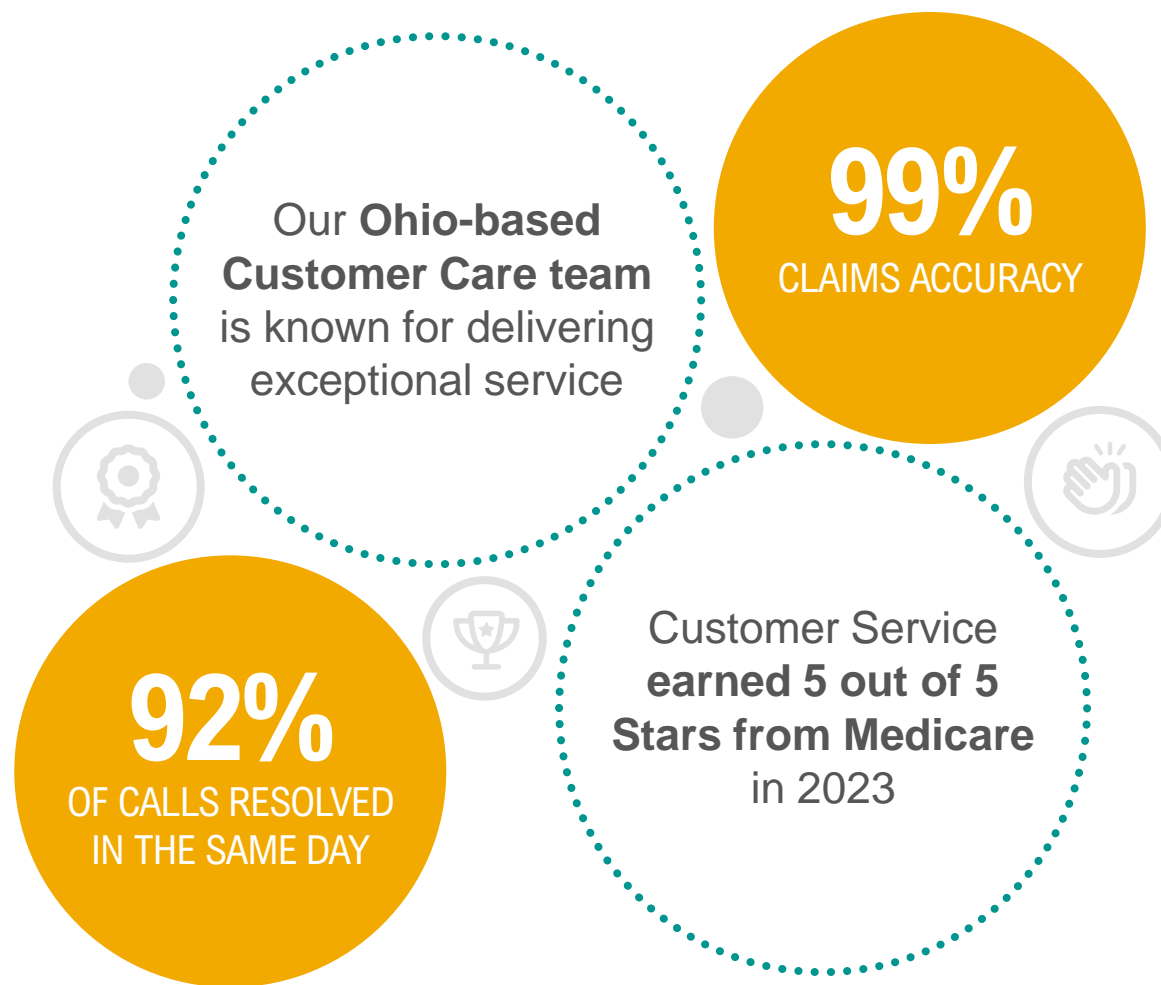 Our Ohio-based
Customer Care team
is known for delivering
exceptional service
99%
CLAIMS ACCURACY
92%
OF CALLS RESOLVED
IN THE SAME DAY
Customer Service
earned 5 out of 5
Stars from Medicare
in 2023